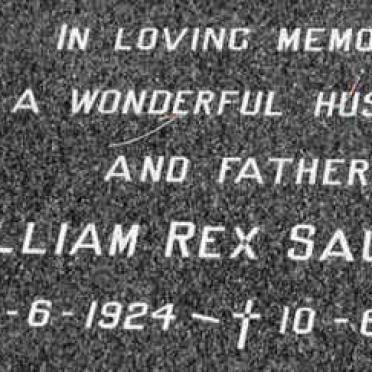 IN LOVING MEMO
A WONDERFUL HUS
AND FATHER
LLIAM REX SAU
-6-1924 - ✝ 10-6